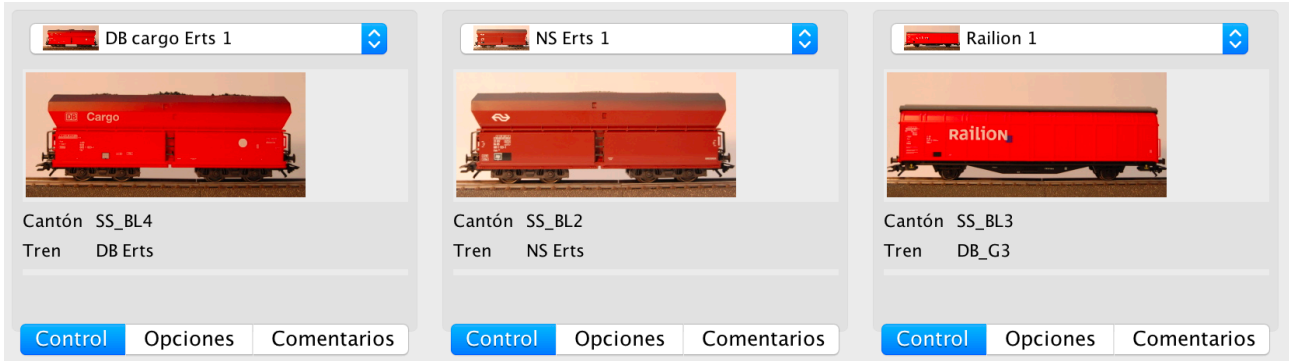 DB cargo Erts 1
DB Cargo
Cantón SS_BL4
Tren DB Erts
Control Opciones Comentarios
NS Erts 1
Cantón SS_BL2
Tren NS Erts
Control Opciones Comentarios
Railion 1
RaiLiON
Cantón SS_BL3
Tren DB_G3
Control Opciones Comentarios